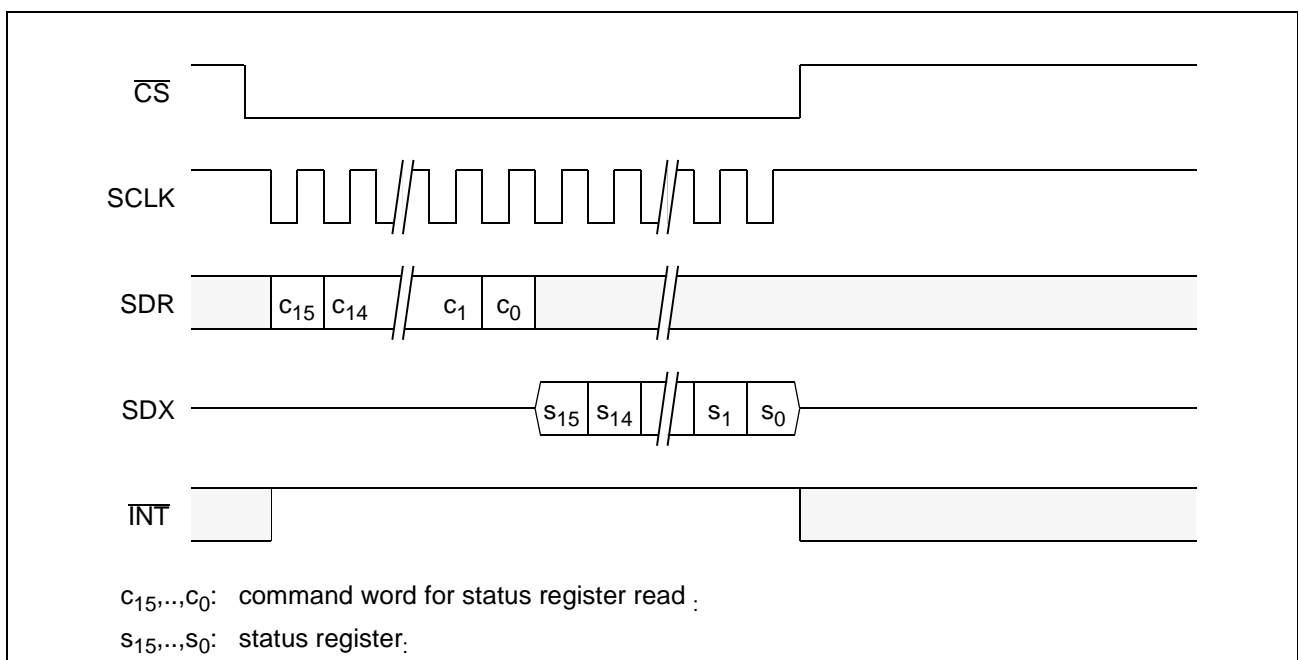 CS
SCLK
SDR c15 c14 c1 c0
SDX s15 s14 s1 s0
INT
c15,..,c0: command word for status register read :
s15,..,s0: status register: